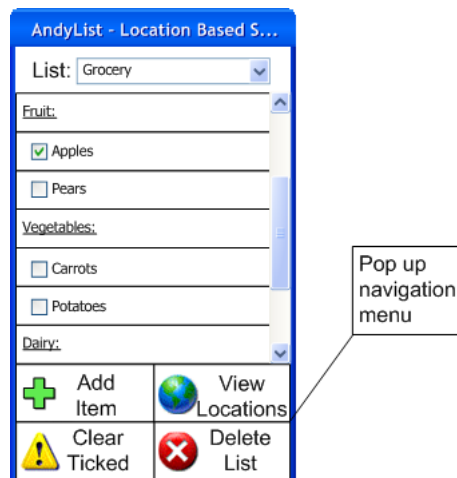 AndyList - Location Based S...
List: Grocery
Fruit:
Apples
Pears
Vegetables:
Carrots
Potatoes
Dairy:
Add
Item
View
Locations
Clear
Ticked
Delete
List
Pop up
navigation
menu